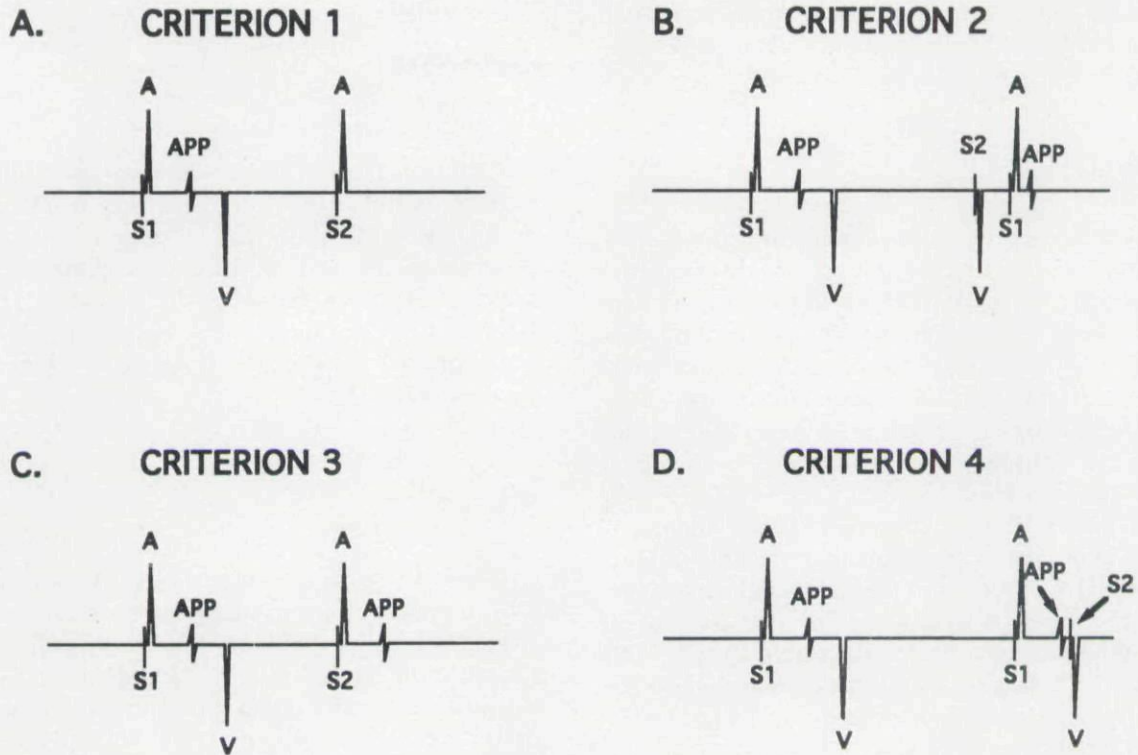 A. CRITERION 1
B. CRITERION 2
A A
APP
S1 S2
V
A A
APP S2 APP
S1 S1
V V
C. CRITERION 3
D. CRITERION 4
A A
APP APP
S1 S2
V
A A
APP APP S2
S1 S1
V V